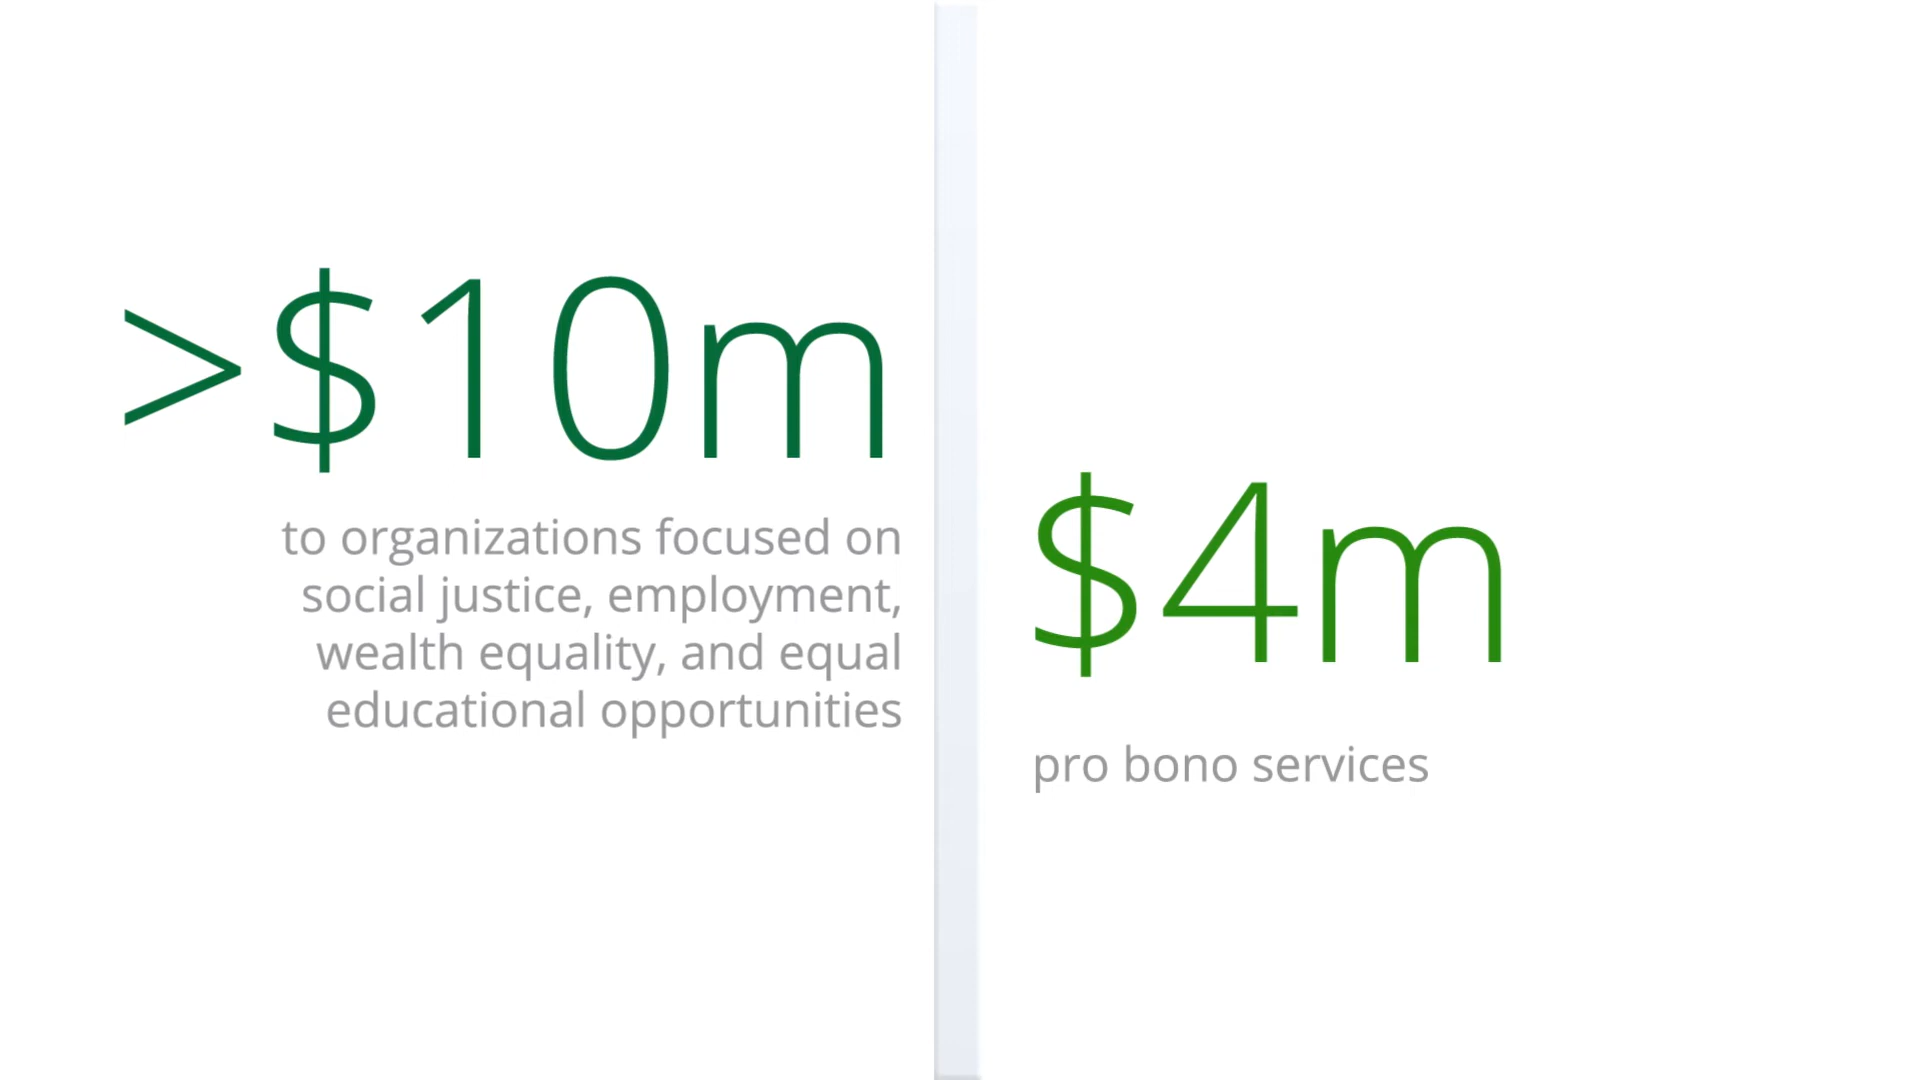 >$10m
to organizations focused on
social justice, employment,
wealth equality, and equal
educational opportunities
$4m
pro bono services